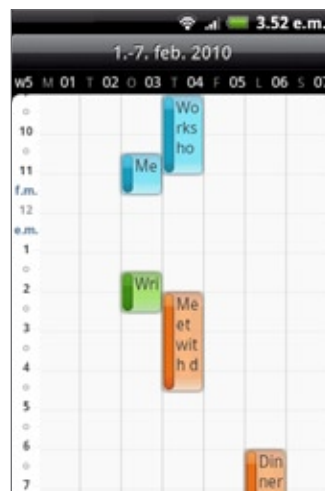 3.52 e.m.
1.-7. feb. 2010
w5 M 01 T 02 O 03 T 04 F 05 L 06 S 07
Wo
rks
ho
10
Me
11
f.m.
12
e.m.
1
Wri
2
Me
et
wit
h d
3
4
5
6
Din
ner
7